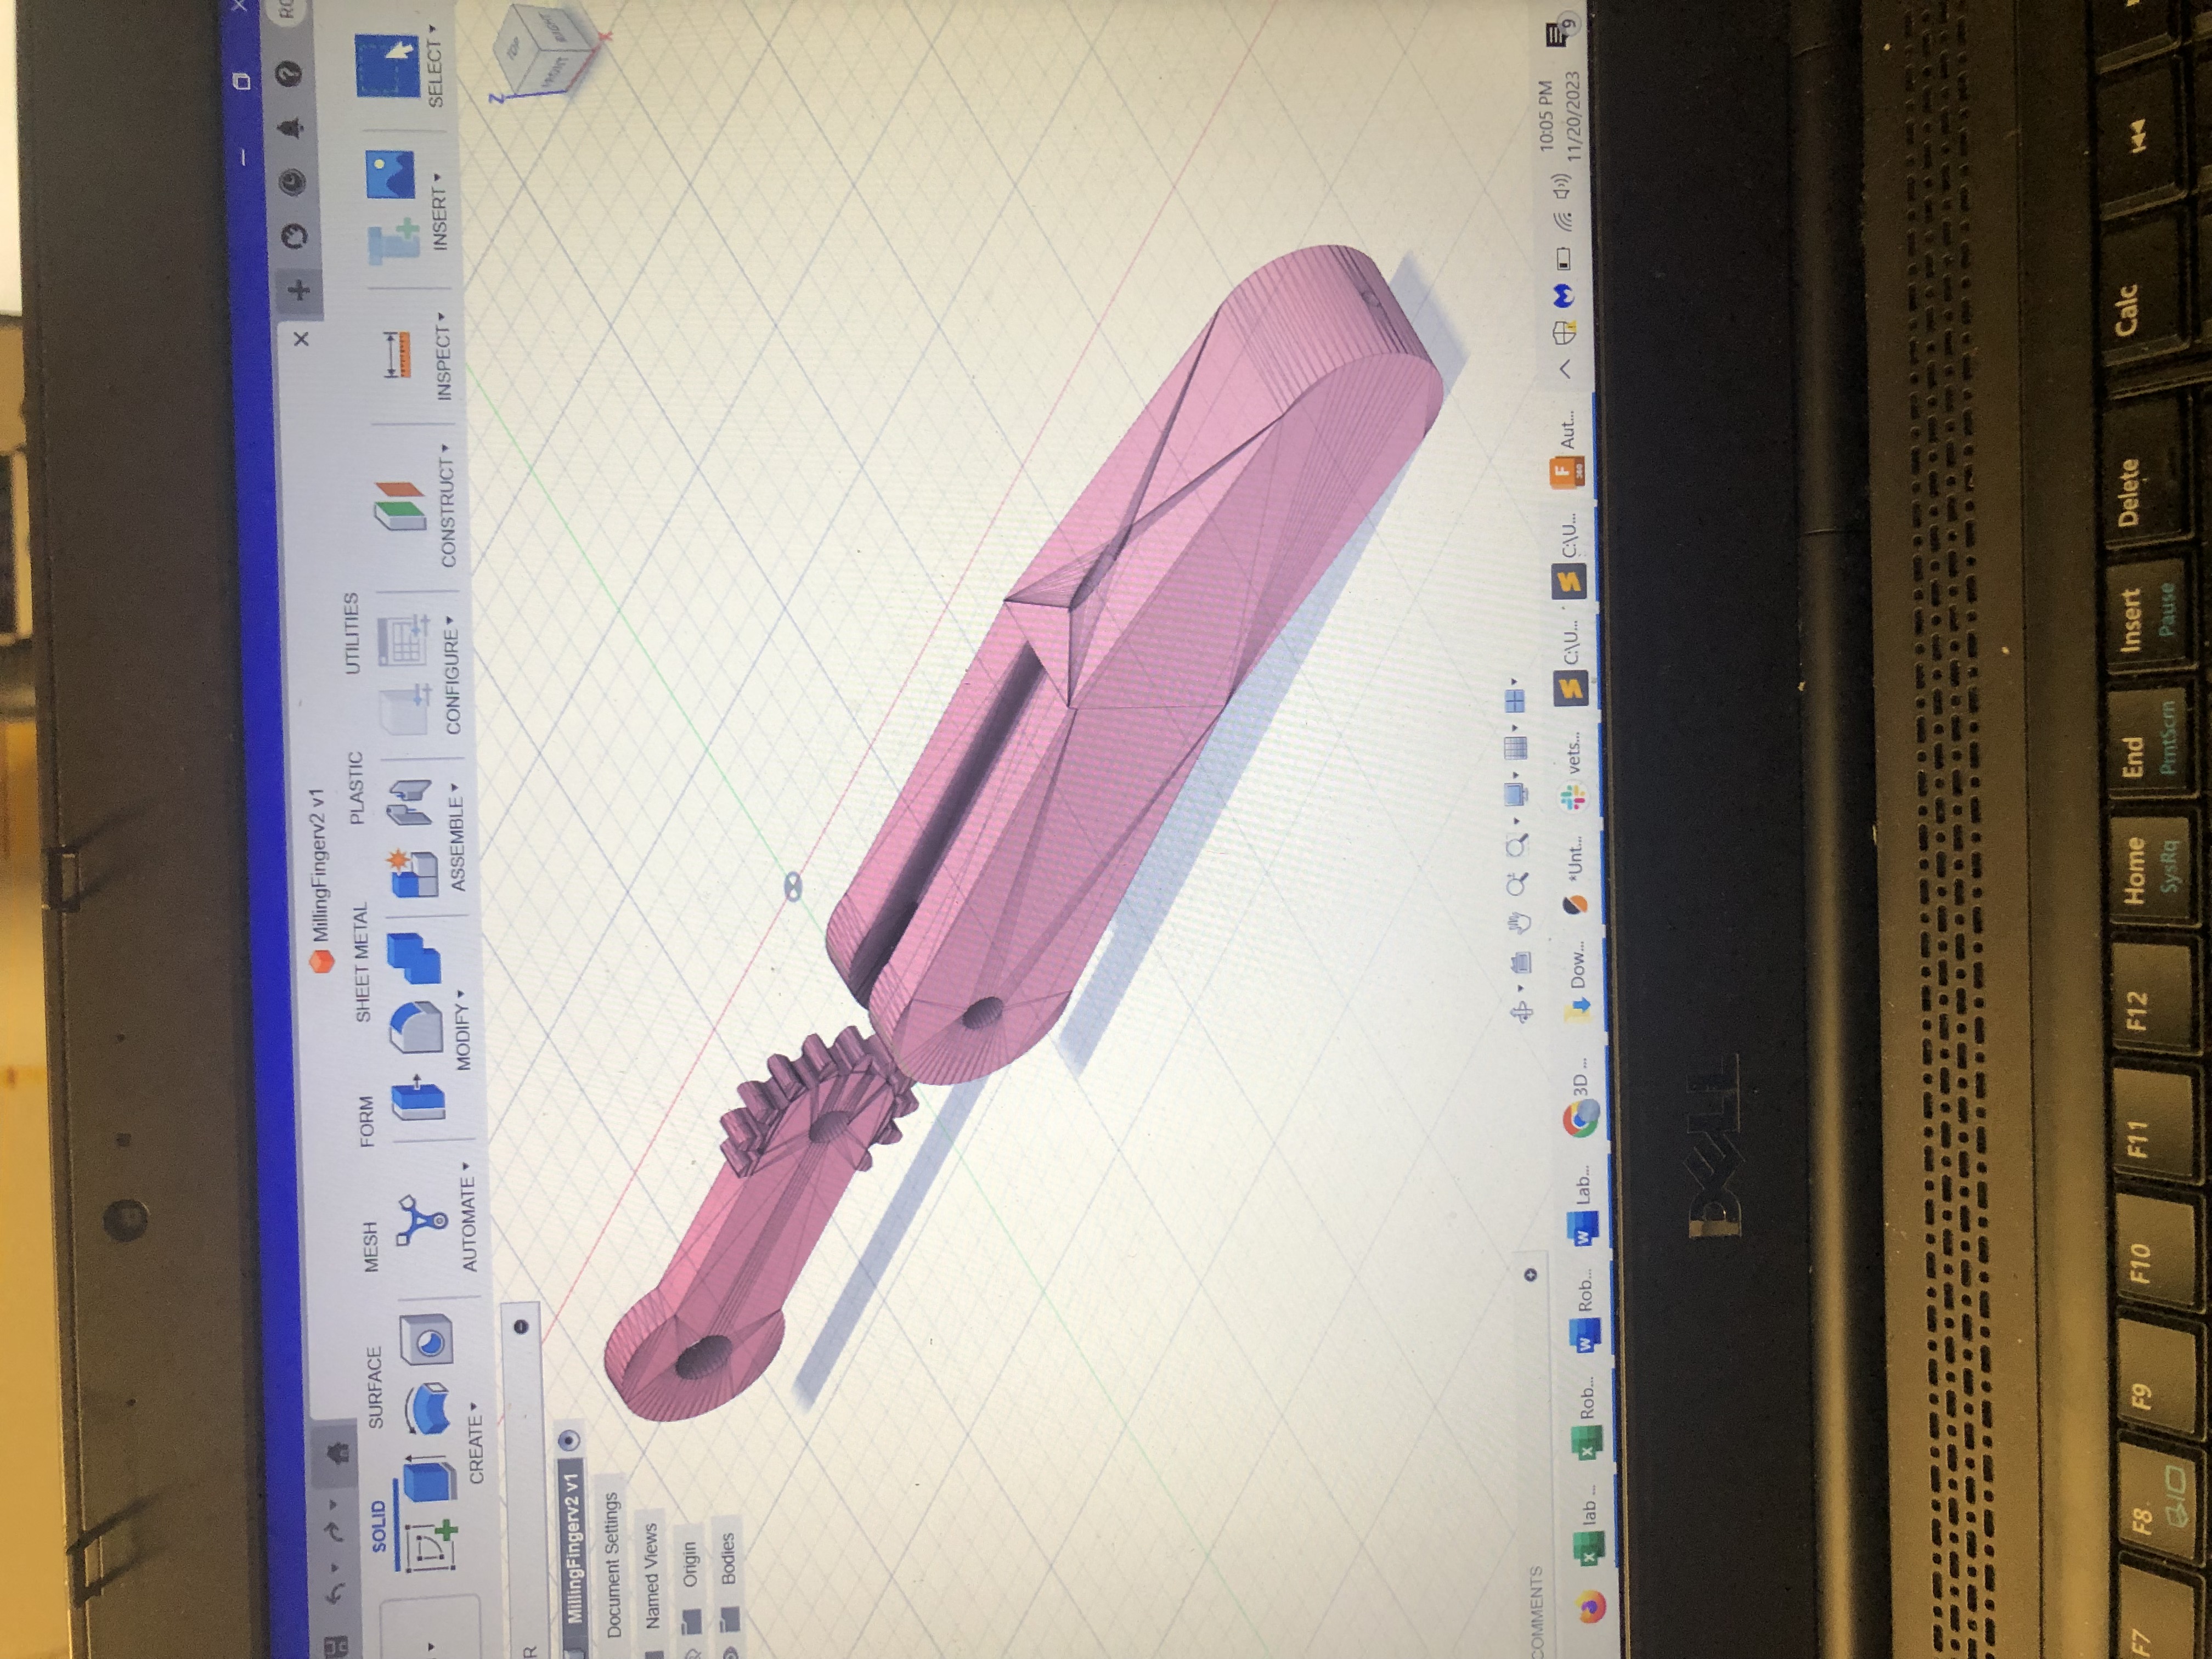 MillingFingerv2 v1
RO
SOLID SURFACE MESH FORM SHEET METAL PLASTIC UTILITIES
CREATE AUTOMATE MODIFY ASSEMBLE CONFIGURE CONSTRUCT INSPECT INSERT SELECT
R
MillingFingerv2 v1
Document Settings
Named Views
Origin
Bodies
Z
TOP
FRONT RIGHT
X
COMMENTS
lab ... Rob... Rob... Lab... 3D ... Dow... *Unt... vets... C:\U... C:\U... Aut...
F
360
10:05 PM
11/20/2023
9
DELL
F7 F8 F9 F10 F11 F12 Home End Insert Delete Calc
SysRq PrntScrn Pause